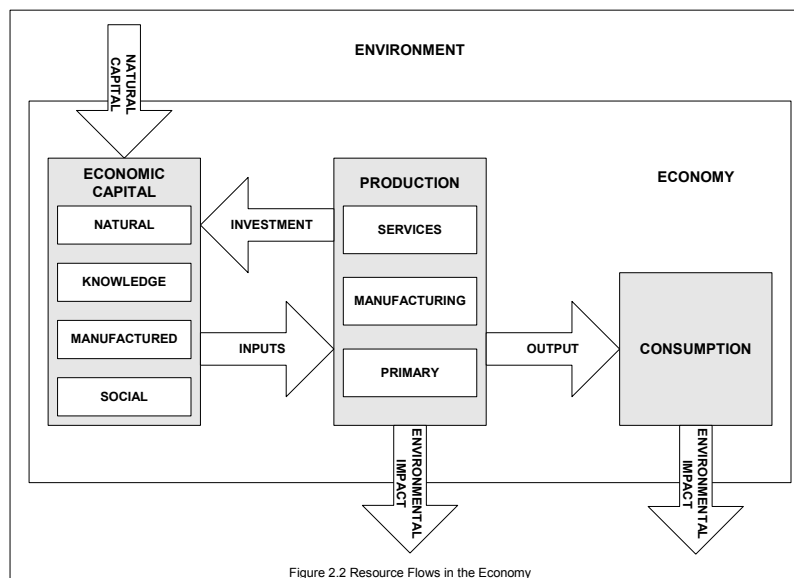 ENVIRONMENT
NATURAL
CAPITAL
ECONOMY
ECONOMIC
CAPITAL
NATURAL
KNOWLEDGE
MANUFACTURED
SOCIAL
INVESTMENT
INPUTS
PRODUCTION
SERVICES
MANUFACTURING
PRIMARY
OUTPUT
CONSUMPTION
ENVIRONMENTAL
IMPACT
ENVIRONMENTAL
IMPACT
Figure 2.2 Resource Flows in the Economy